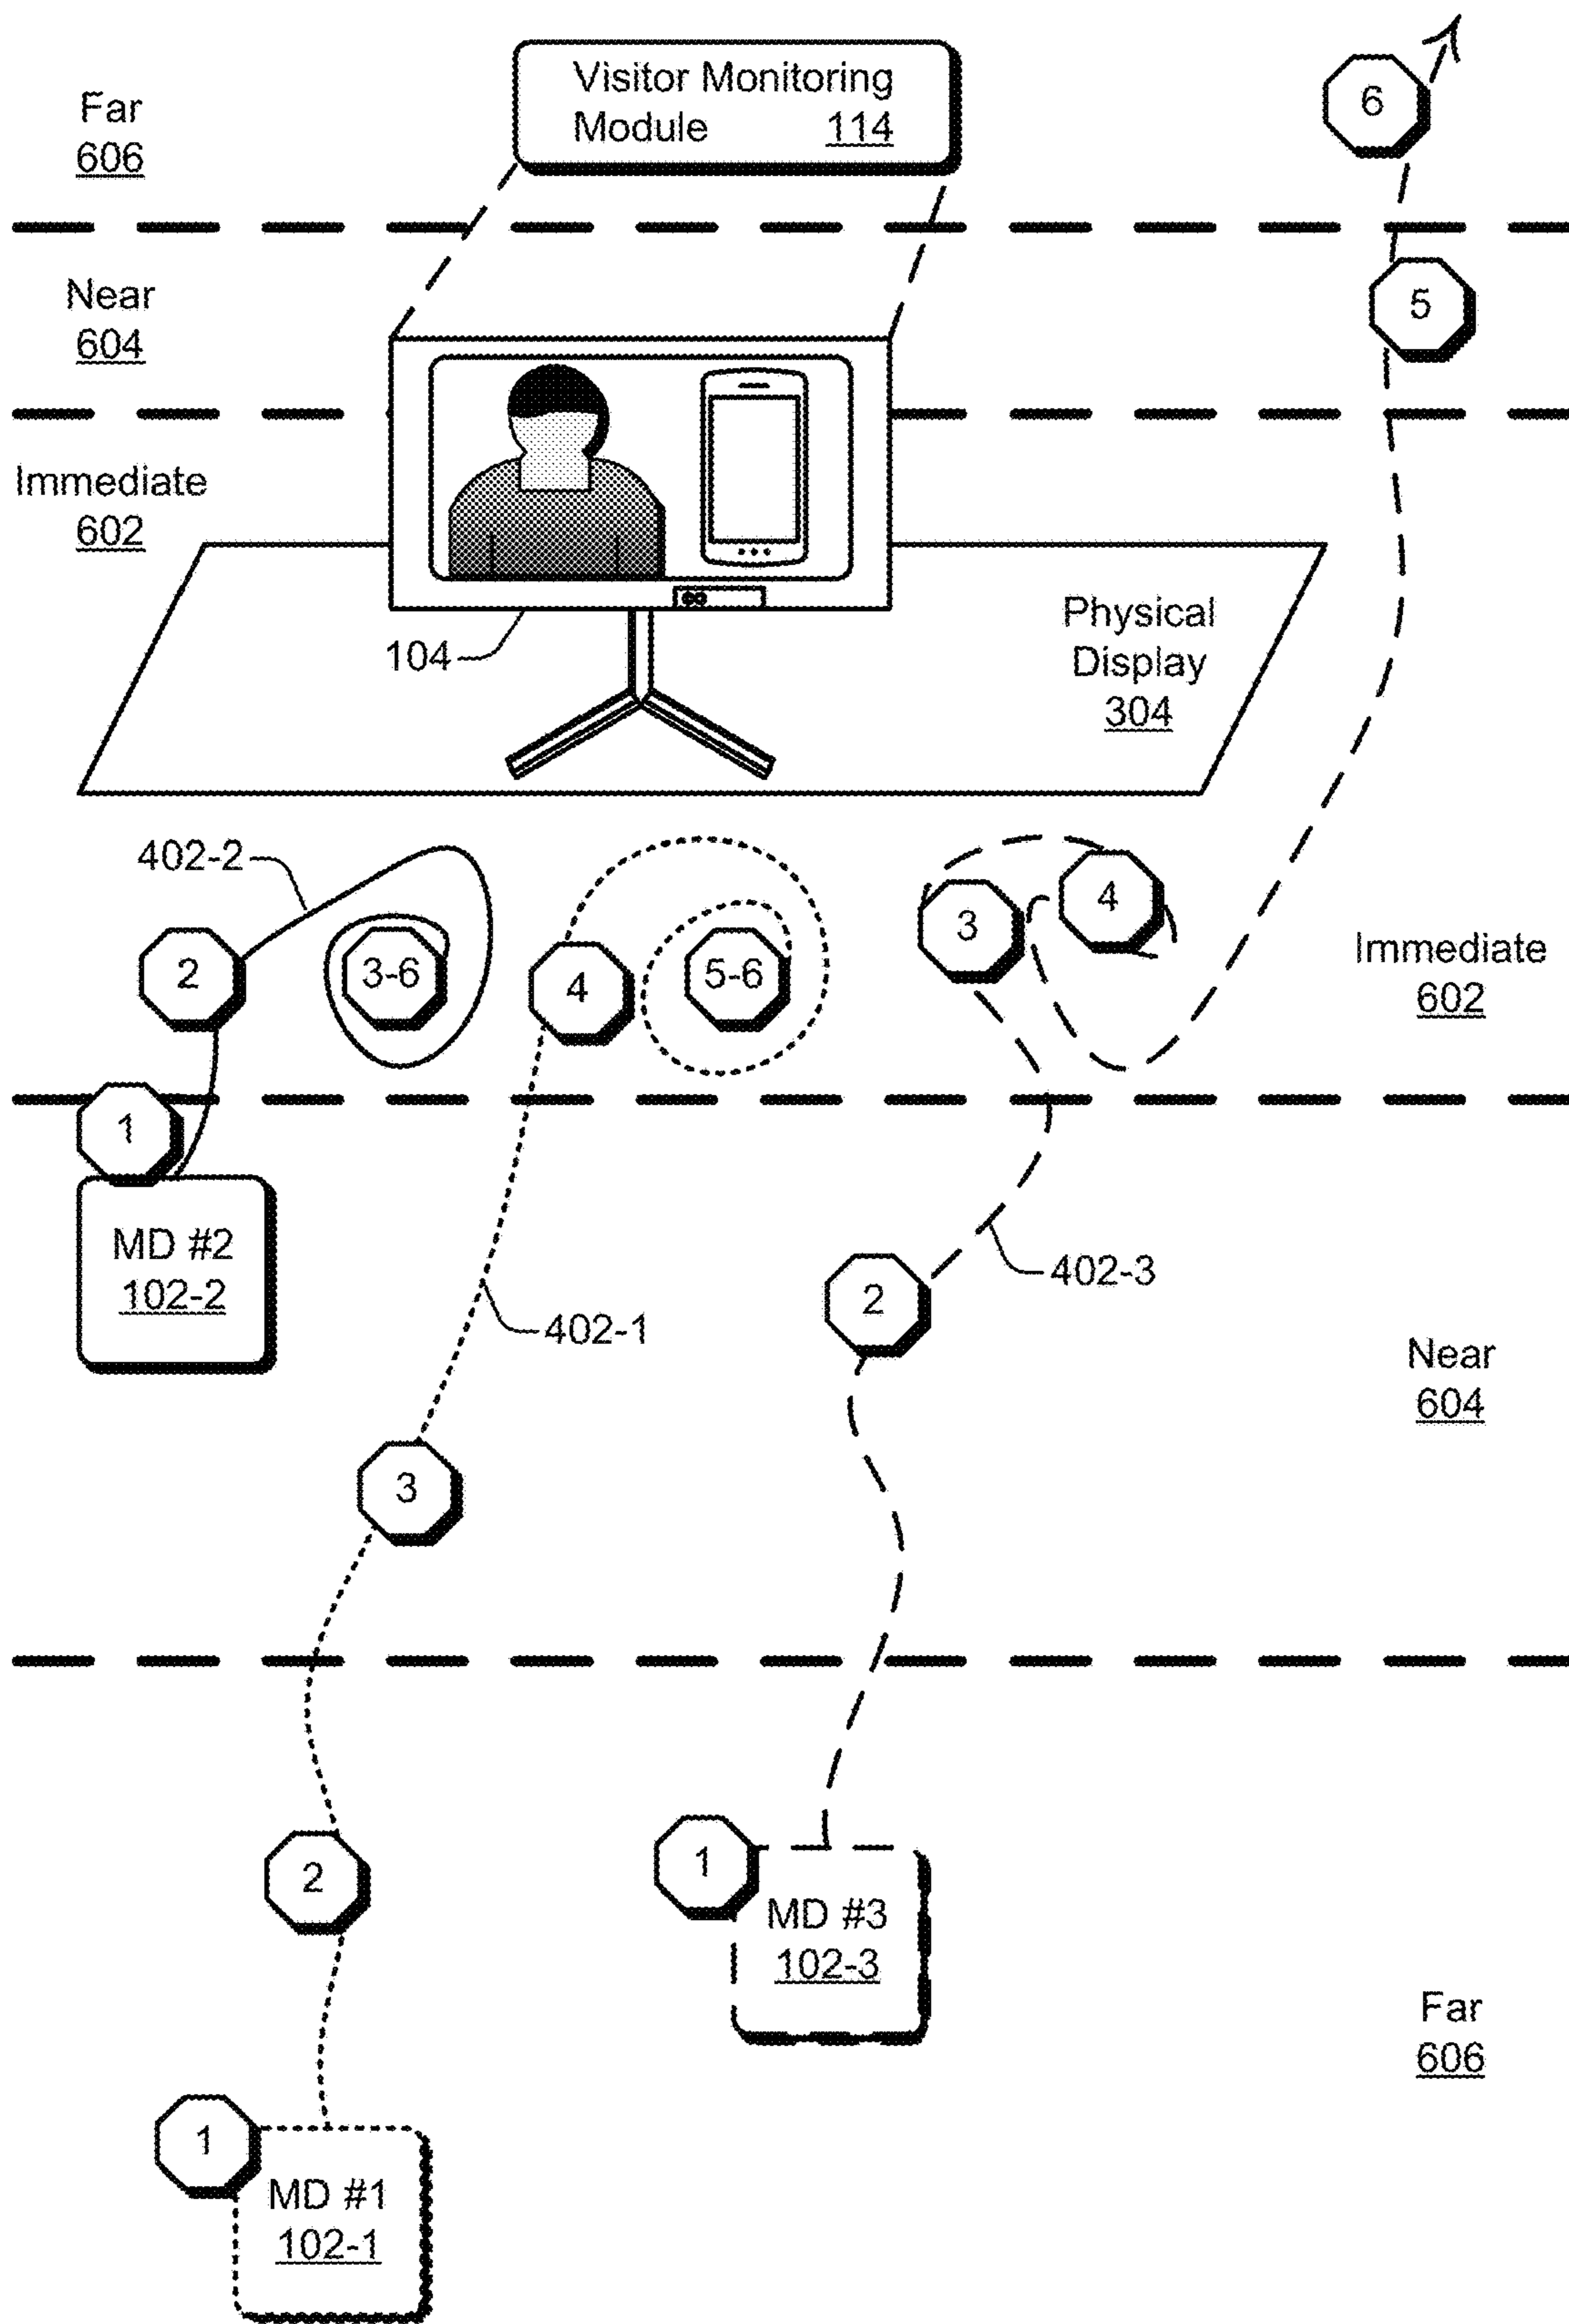 Visitor Monitoring
Module 114
Far
606
6
Near
604
5
Immediate
602
104
Physical
Display
304
402-2
2
3-6
4
5-6
3
4
Immediate
602
1
MD #2
102-2
402-1
2
402-3
Near
604
3
2
1
MD #3
102-3
Far
606
1
MD #1
102-1